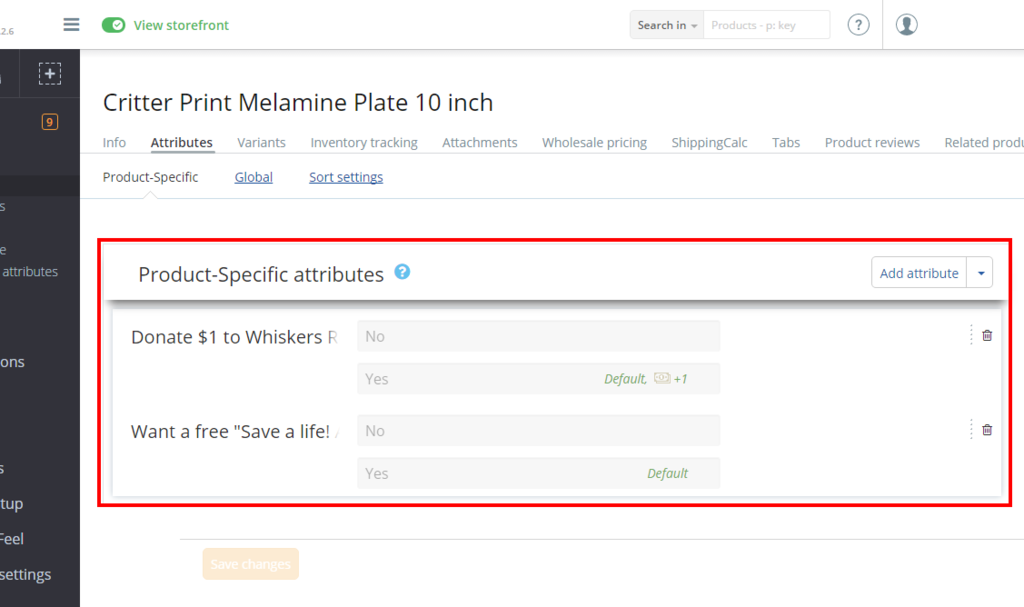 2.6
View storefront
Search in
Products - p: key
?
+
9
Critter Print Melamine Plate 10 inch
Info Attributes Variants Inventory tracking Attachments Wholesale pricing ShippingCalc Tabs Product reviews Related produ
Product-Specific Global Sort settings
s
e
attributes
Product-Specific attributes ?
Add attribute
Donate $1 to Whiskers R
No
Yes Default, +1
ons
Want a free "Save a life!
No
Yes Default
s
tup
Feel
settings
Save changes